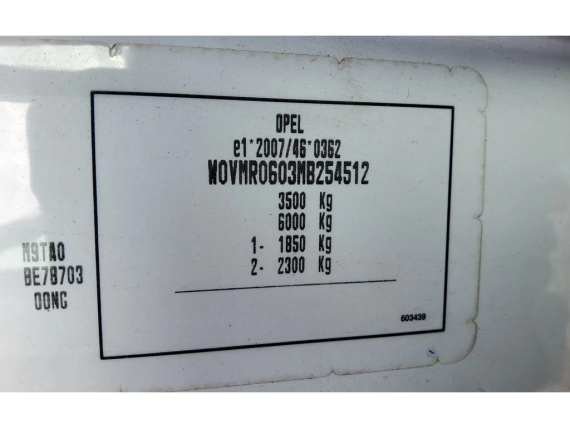 OPEL
e1*2007/46*0362
W0VMR0603MB254512
3500 Kg
6000 Kg
1- 1850 Kg
2- 2300 Kg
M9TA0
BE78703
00NG
603439